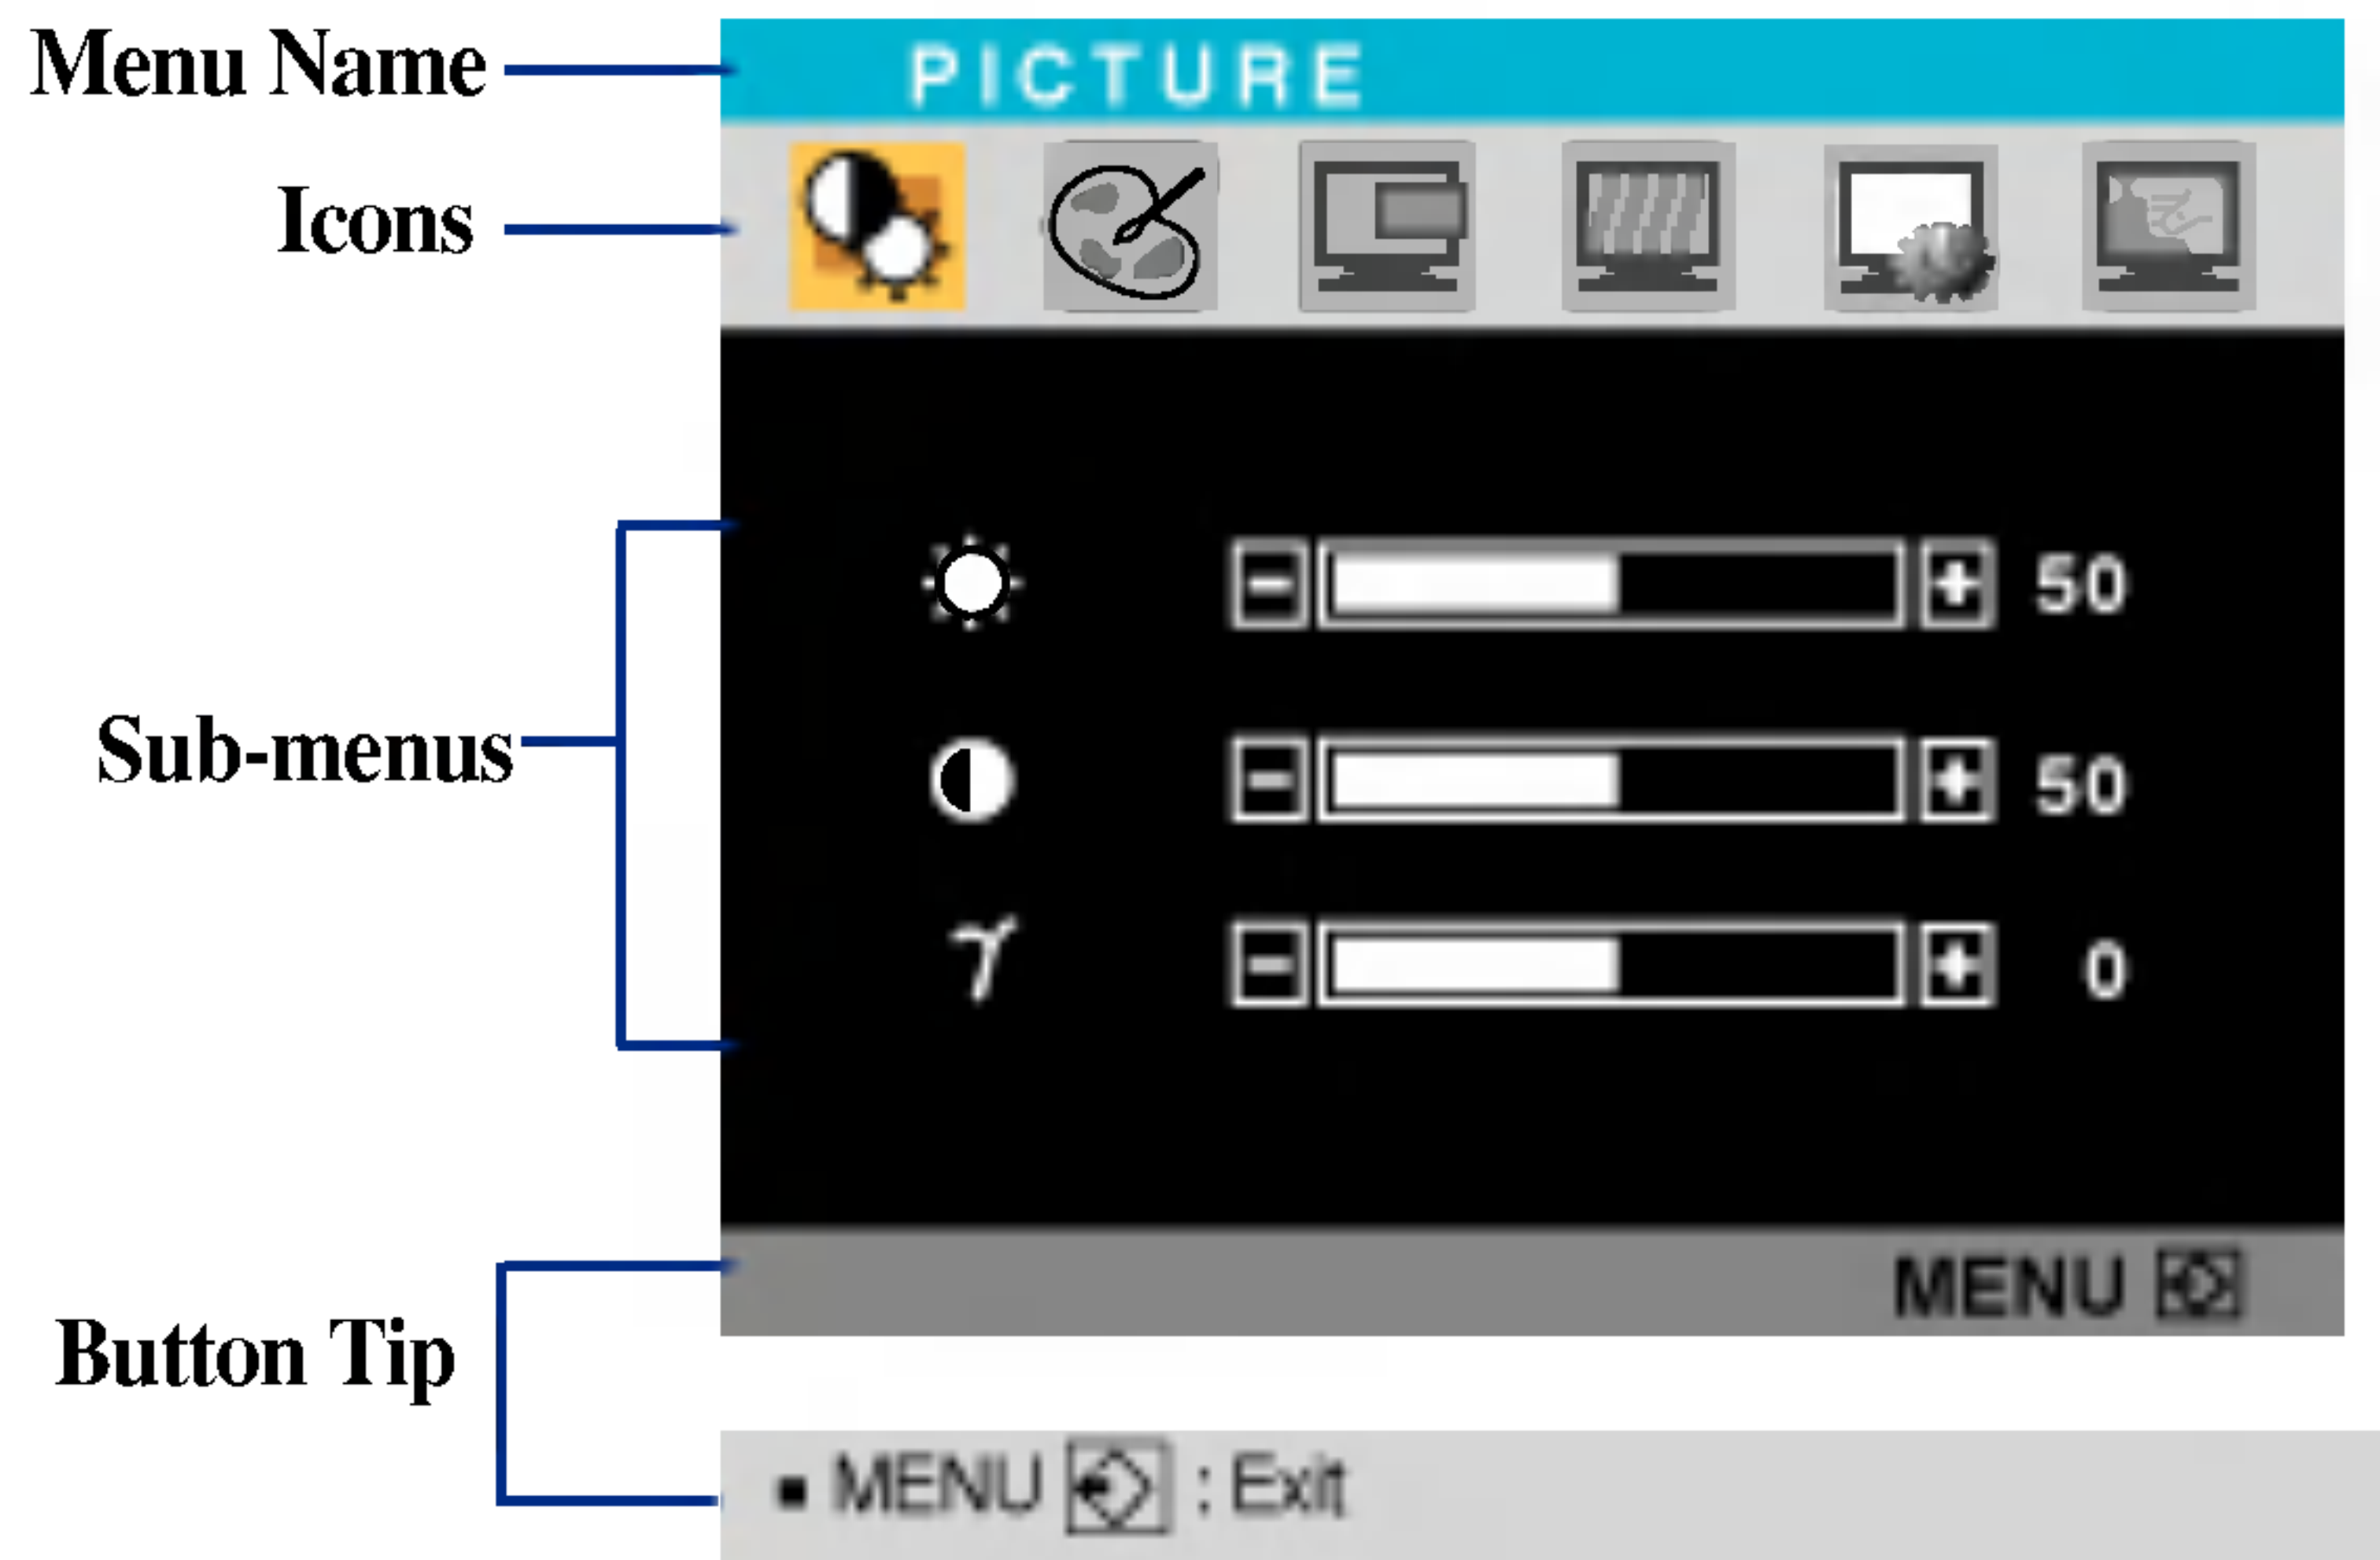 Menu Name
PICTURE
Icons
50
Sub-menus
50
γ
0
MENU
Button Tip
▪ MENU : Exit